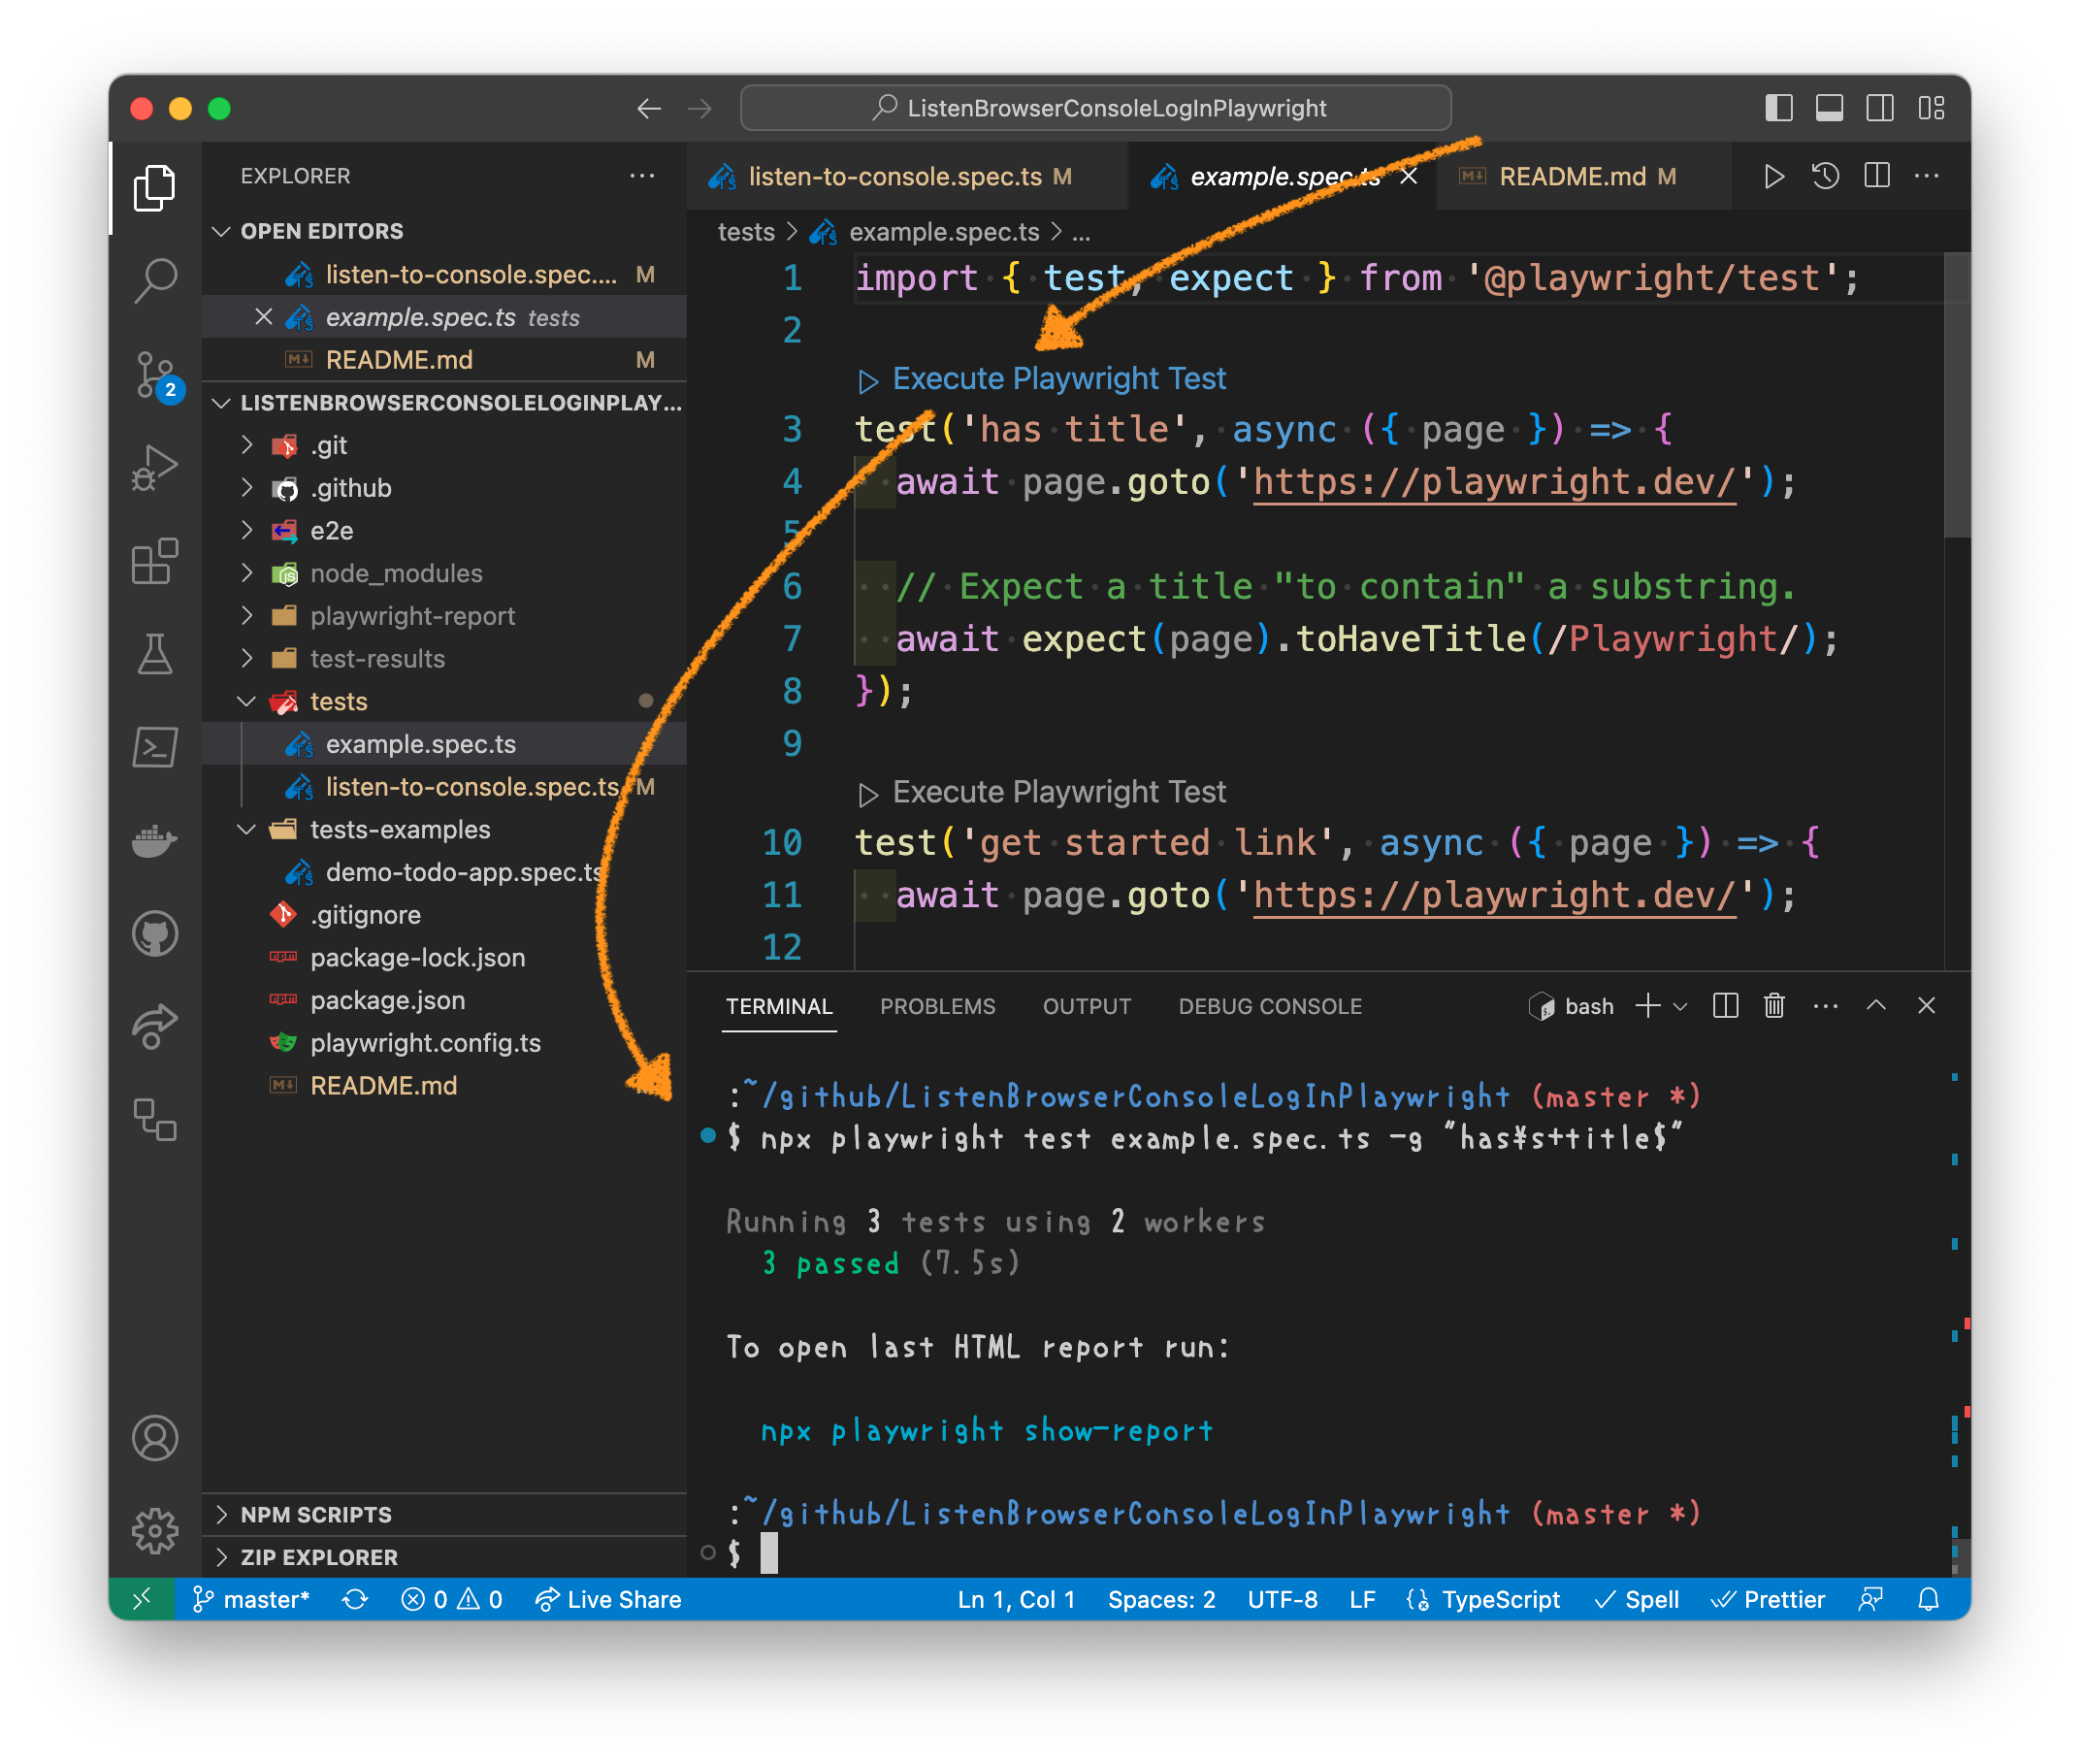 ListenBrowserConsoleLogInPlaywright
EXPLORER
OPEN EDITORS
listen-to-console.spec.... M
example.spec.ts tests
README.md M
LISTENBROWSERCONSOLELOGINPLAY...
.git
.github
e2e
node_modules
playwright-report
test-results
tests
example.spec.ts
listen-to-console.spec.ts M
tests-examples
demo-todo-app.spec.ts
.gitignore
package-lock.json
package.json
playwright.config.ts
README.md
NPM SCRIPTS
ZIP EXPLORER
2
listen-to-console.spec.ts M
example.spec.ts
README.md M
tests > example.spec.ts > ...
1 import { test, expect } from '@playwright/test';
2
Execute Playwright Test
3 test('has title', async ({ page }) => {
4 await page.goto('https://playwright.dev/');
5
6 // Expect a title "to contain" a substring.
7 await expect(page).toHaveTitle(/Playwright/);
8 });
9
Execute Playwright Test
10 test('get started link', async ({ page }) => {
11 await page.goto('https://playwright.dev/');
12
TERMINAL PROBLEMS OUTPUT DEBUG CONSOLE bash
:~/github/ListenBrowserConsoleLogInPlaywright (master *)
$ npx playwright test example.spec.ts -g "has¥s+title$"
Running 3 tests using 2 workers
3 passed (7.5s)
To open last HTML report run:
npx playwright show-report
:~/github/ListenBrowserConsoleLogInPlaywright (master *)
$
master* 0 0 Live Share Ln 1, Col 1 Spaces: 2 UTF-8 LF TypeScript Spell Prettier